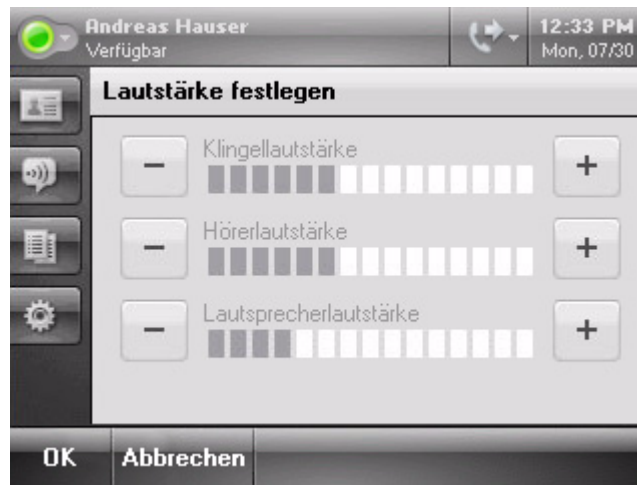 Andreas Hauser
Verfügbar
12:33 PM
Mon, 07/30
Lautstärke festlegen
Klingellautstärke
Hörerlautstärke
Lautsprecherlautstärke
OK
Abbrechen